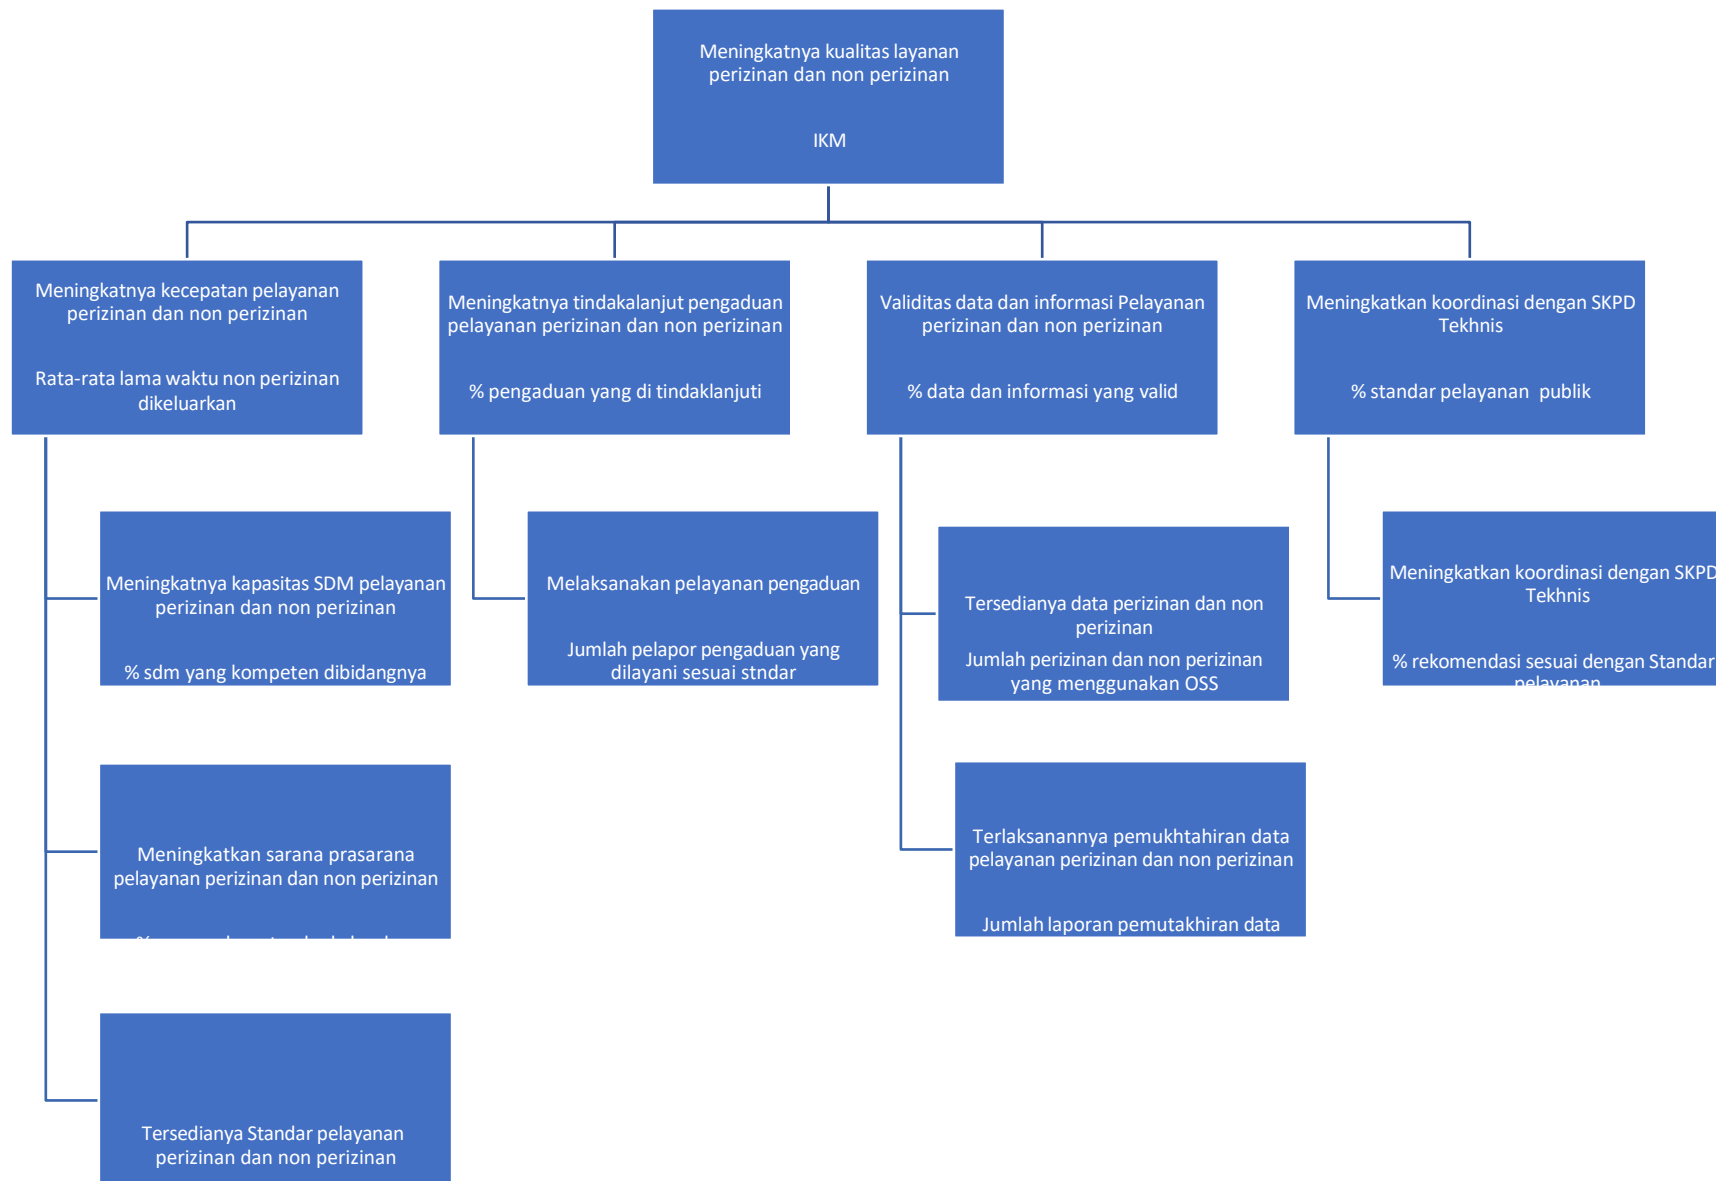 Meningkatnya kualitas layanan
perizinan dan non perizinan
IKM
Meningkatnya kecepatan pelayanan
perizinan dan non perizinan
Rata-rata lama waktu non perizinan
dikeluarkan
Meningkatnya tindakalanjut pengaduan
pelayanan perizinan dan non perizinan
% pengaduan yang di tindaklanjuti
Validitas data dan informasi Pelayanan
perizinan dan non perizinan
% data dan informasi yang valid
Meningkatkan koordinasi dengan SKPD
Tekhnis
% standar pelayanan  publik
Meningkatnya kapasitas SDM pelayanan
perizinan dan non perizinan
% sdm yang kompeten dibidangnya
Melaksanakan pelayanan pengaduan
Jumlah pelapor pengaduan yang
dilayani sesuai stndar
Tersedianya data perizinan dan non
perizinan
Jumlah perizinan dan non perizinan
yang menggunakan OSS
Meningkatkan koordinasi dengan SKPD
Tekhnis
% rekomendasi sesuai dengan Standar
pelayanan
Meningkatkan sarana prasarana
pelayanan perizinan dan non perizinan
%
Terlaksanannya pemukhtahiran data
pelayanan perizinan dan non perizinan
Jumlah laporan pemutakhiran data
Tersedianya Standar pelayanan
perizinan dan non perizinan